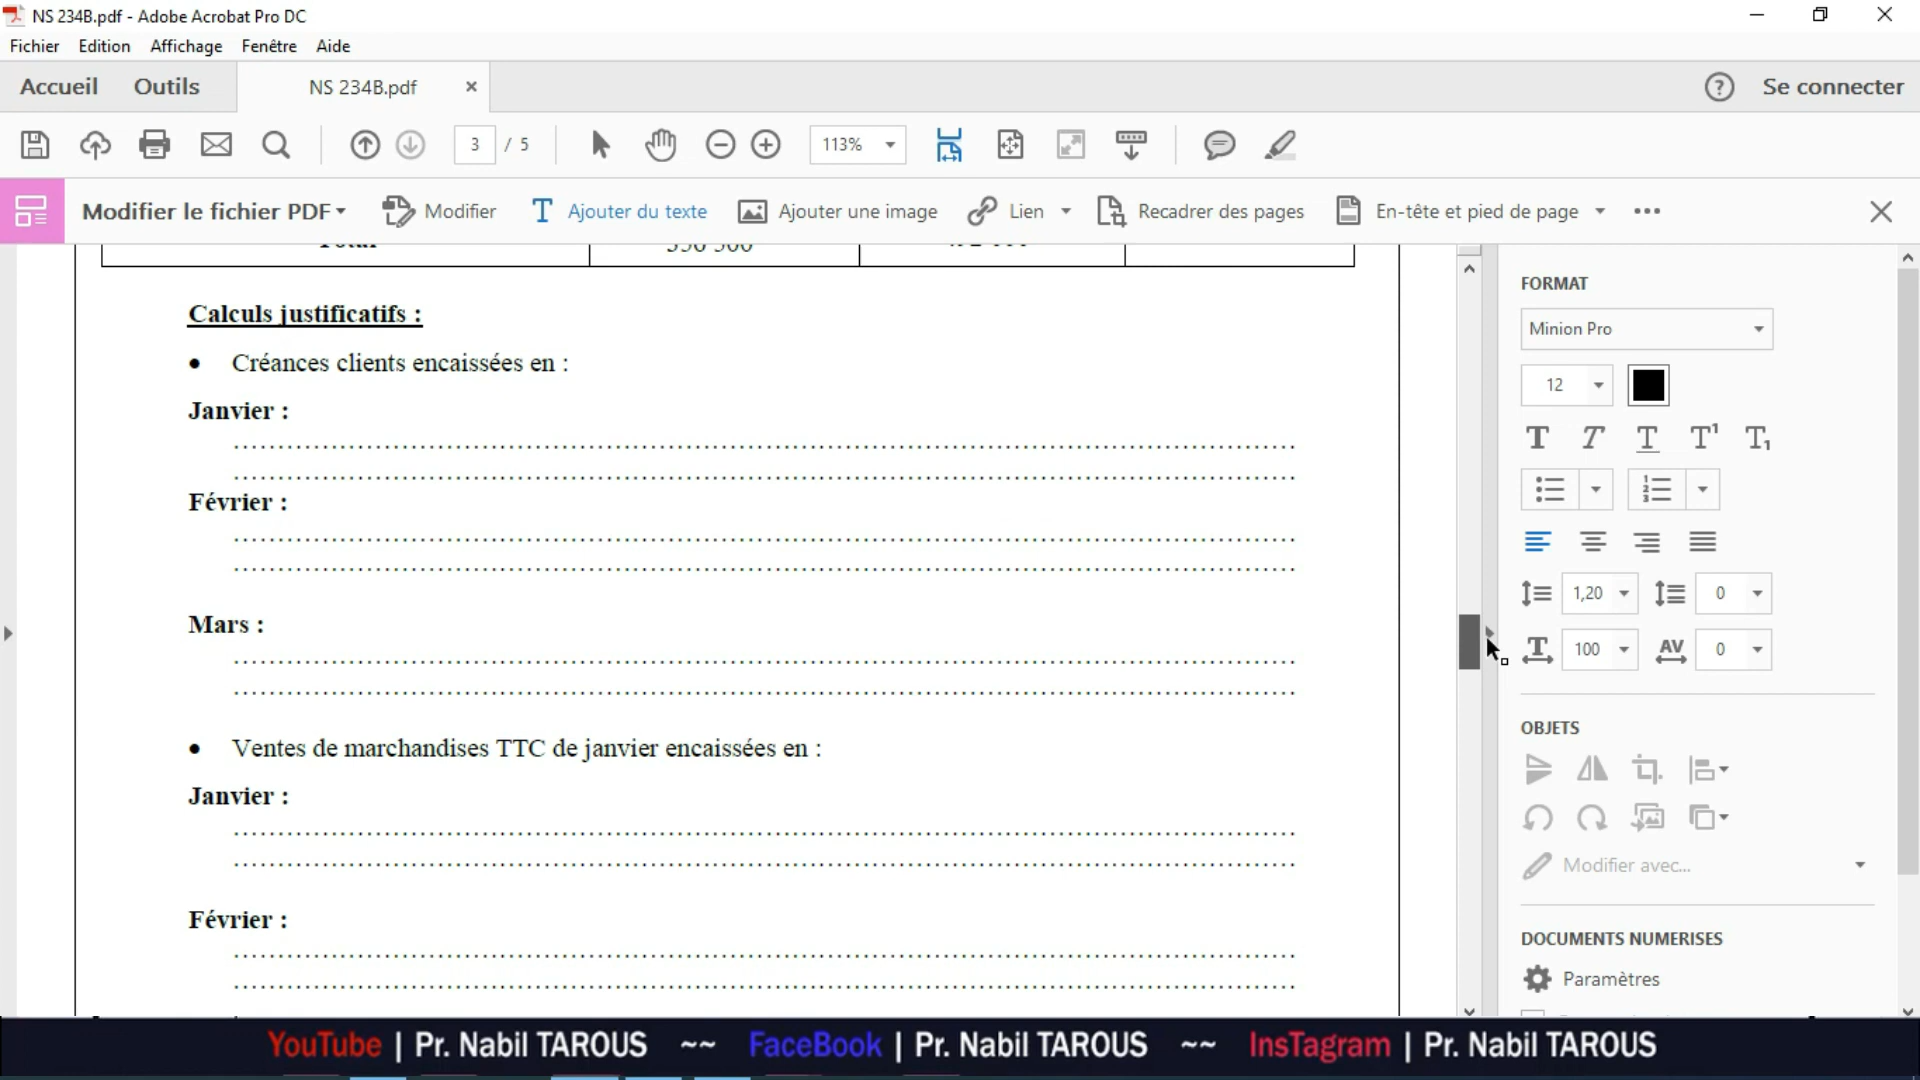 NS 234B.pdf - Adobe Acrobat Pro DC
Fichier Edition Affichage Fenêtre Aide
Accueil Outils NS 234B.pdf × ? Se connecter
3 / 5 113%
Modifier le fichier PDF Modifier Ajouter du texte Ajouter une image Lien Recadrer des pages En-tête et pied de page
Calculs justificatifs :
• Créances clients encaissées en :
Janvier :
................................................
................................................
Février :
................................................
................................................
Mars :
................................................
................................................
• Ventes de marchandises TTC de janvier encaissées en :
Janvier :
................................................
................................................
Février :
................................................
................................................
FORMAT
Minion Pro
12
T T T T¹ T₁
1,20 0
100 AV 0
OBJETS
Modifier avec...
DOCUMENTS NUMERISES
Paramètres
YouTube | Pr. Nabil TAROUS ~~ FaceBook | Pr. Nabil TAROUS ~~ InsTagram | Pr. Nabil TAROUS